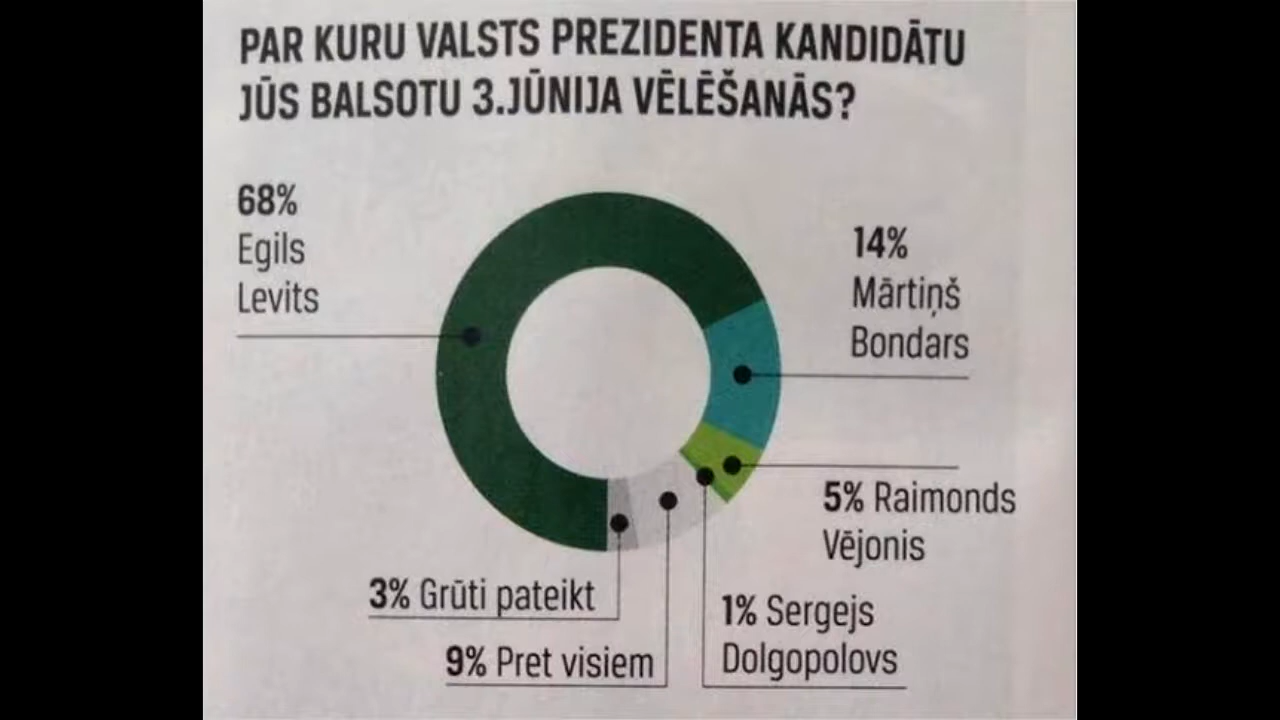 PAR KURU VALSTS PREZIDENTA KANDIDĀTU
JŪS BALSOTU 3.JŪNIJA VĒLĒŠANĀS?
68%
Egils
Levits
14%
Mārtiņš
Bondars
5% Raimonds
Vējonis
1% Sergejs
Dolgopolovs
3% Grūti pateikt
9% Pret visiem